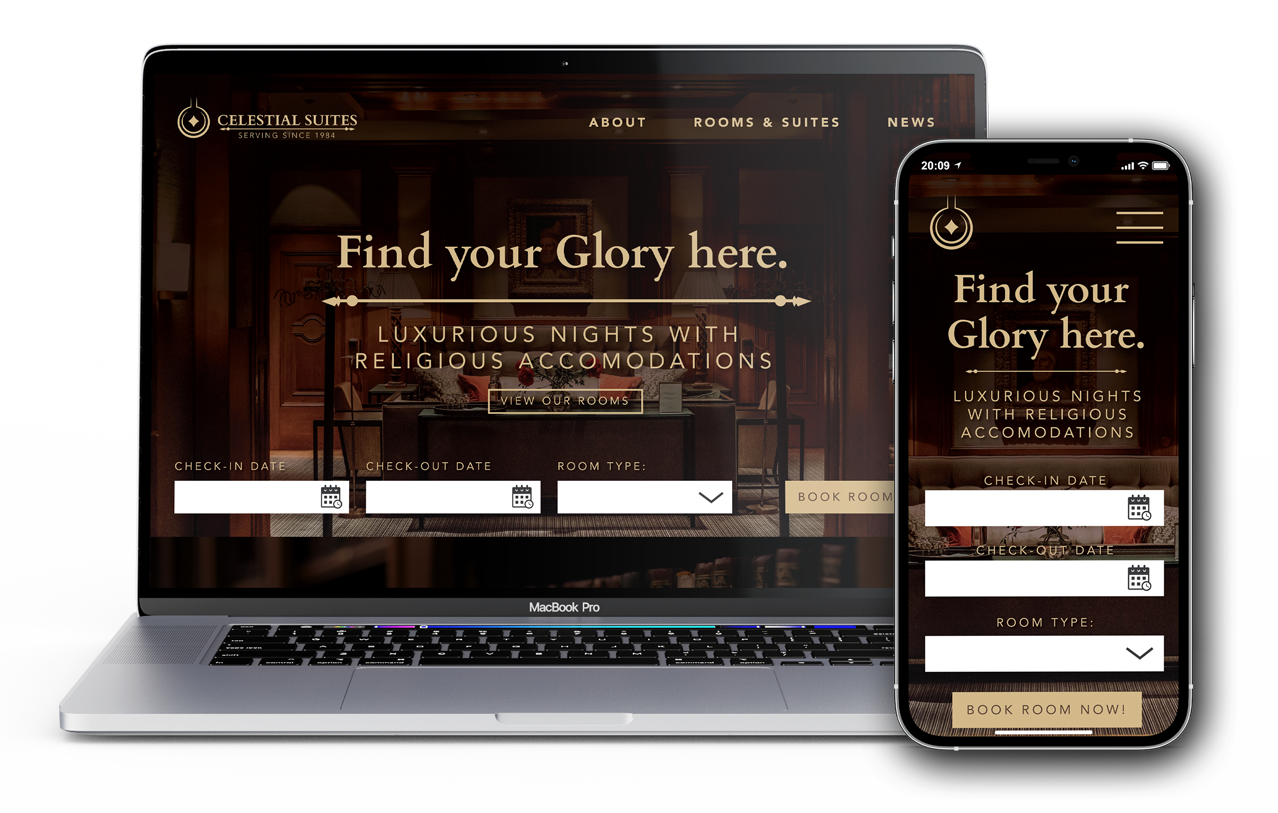 CELESTIAL SUITES
SERVING SINCE 1984
ABOUT ROOMS & SUITES NEWS
Find your Glory here.
LUXURIOUS NIGHTS WITH
RELIGIOUS ACCOMODATIONS
VIEW OUR ROOMS
CHECK-IN DATE CHECK-OUT DATE ROOM TYPE:
BOOK ROOM
MacBook Pro
20:09
Find your
Glory here.
LUXURIOUS NIGHTS
WITH RELIGIOUS
ACCOMODATIONS
CHECK-IN DATE
CHECK-OUT DATE
ROOM TYPE:
BOOK ROOM NOW!